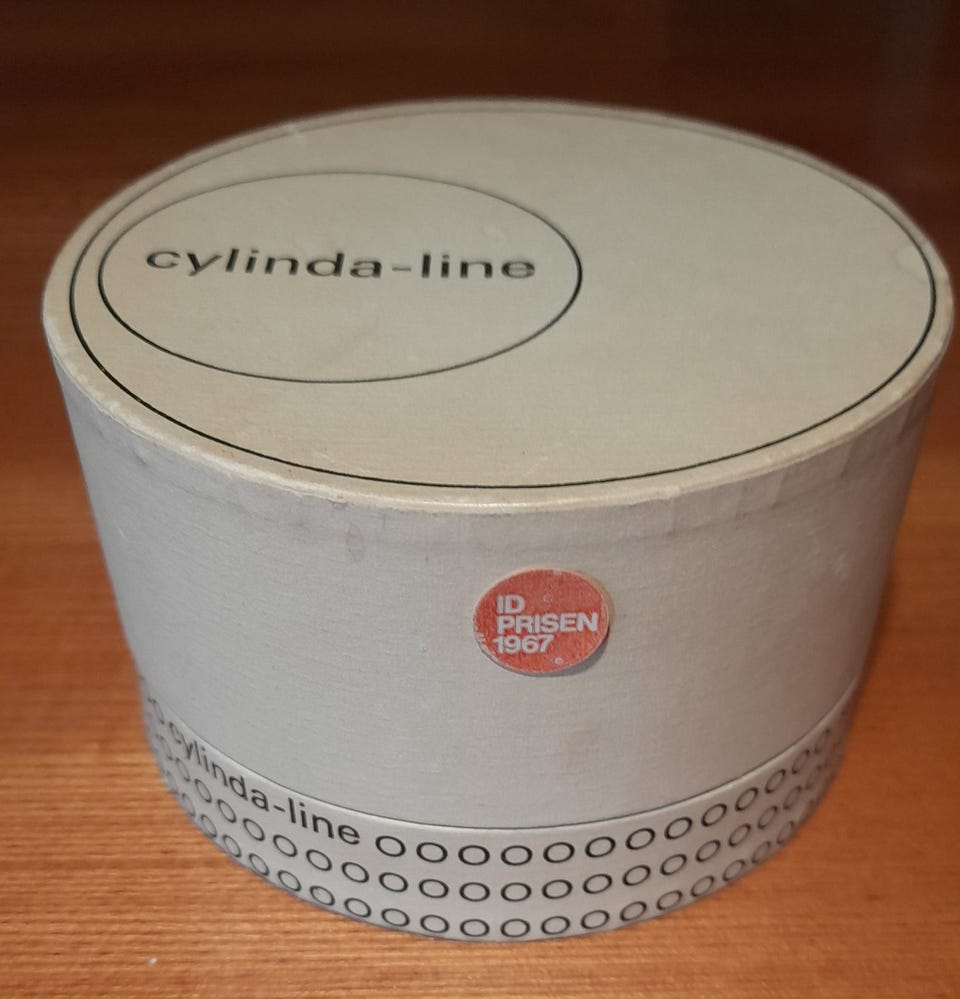 cylinda-line
ID
PRISEN
1967
cylinda-line